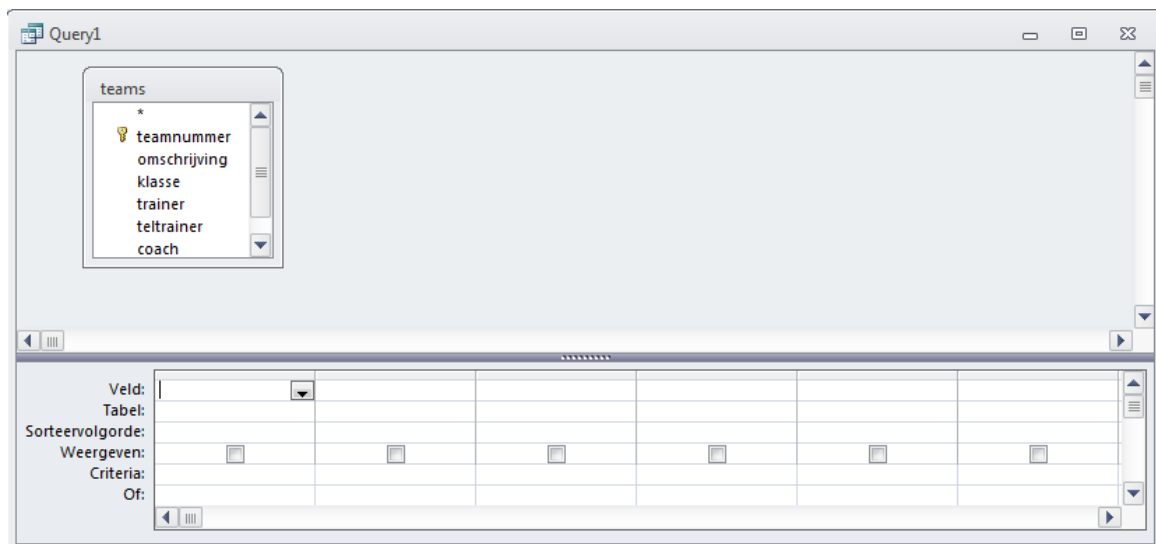 Query1
teams
*
teamnummer
omschrijving
klasse
trainer
teltrainer
coach
Veld:
Tabel:
Sorteervolgorde:
Weergeven:
Criteria:
Of: